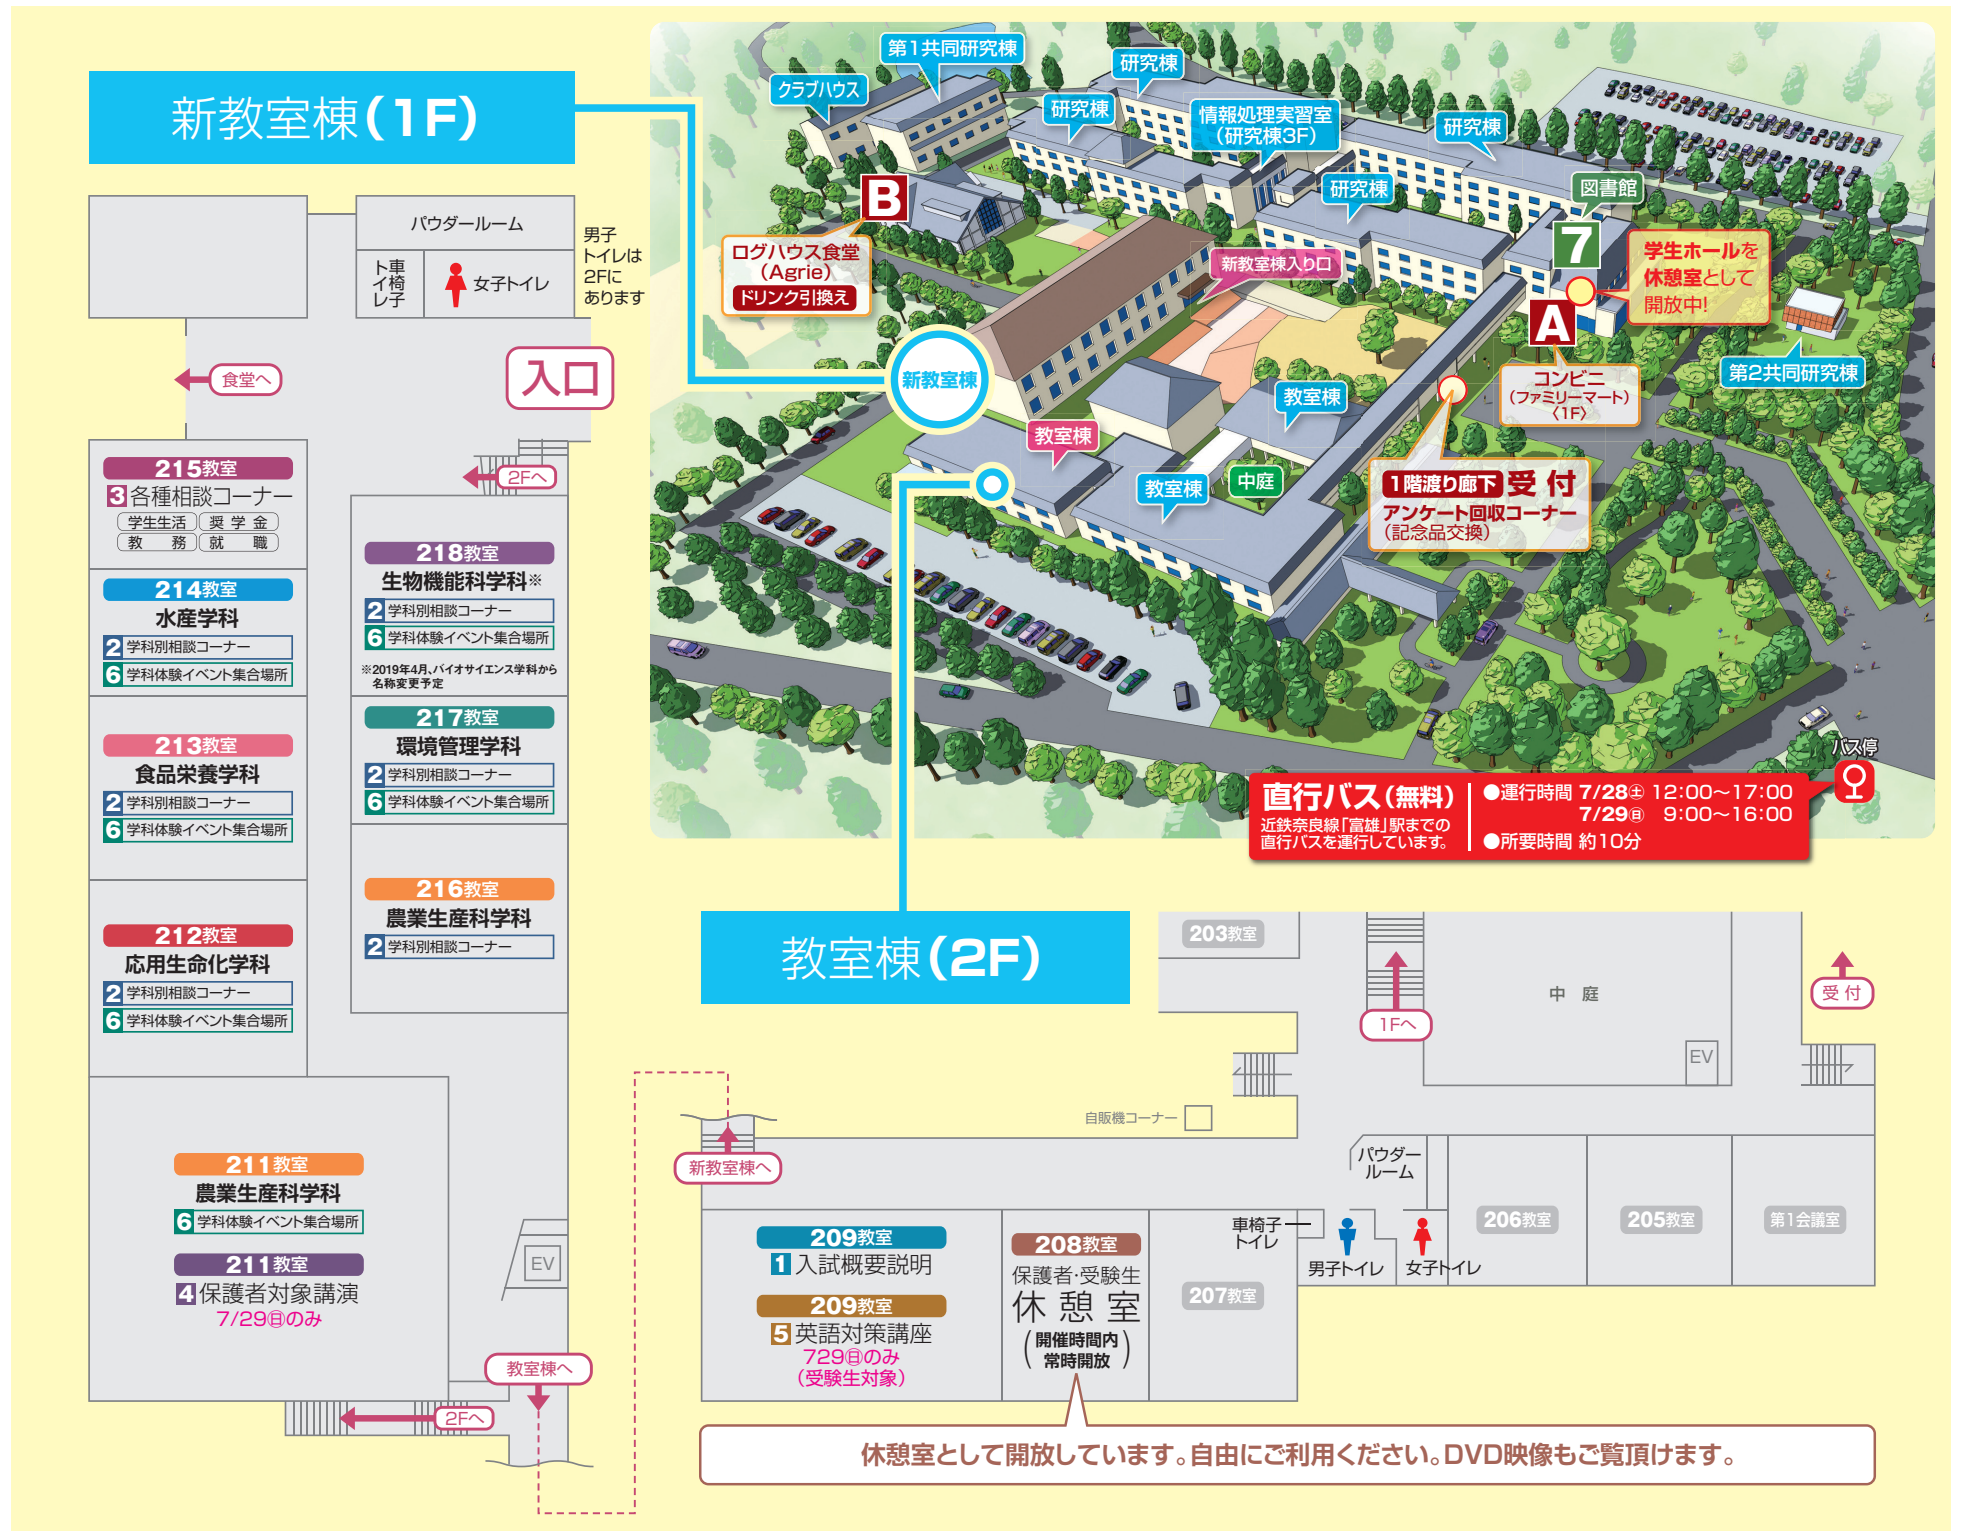 新教室棟(1F)
パウダールーム
車椅子
トイレ
女子トイレ
男子
トイレは
2Fに
あります
食堂へ
入口
2Fへ
215教室
3 各種相談コーナー
学生生活 奨学金
教務 就職
214教室
水産学科
2 学科別相談コーナー
6 学科体験イベント集合場所
213教室
食品栄養学科
2 学科別相談コーナー
6 学科体験イベント集合場所
212教室
応用生命化学科
2 学科別相談コーナー
6 学科体験イベント集合場所
218教室
生物機能科学科※
2 学科別相談コーナー
6 学科体験イベント集合場所
※2019年4月、バイオサイエンス学科から
名称変更予定
217教室
環境管理学科
2 学科別相談コーナー
6 学科体験イベント集合場所
216教室
農業生産科学科
2 学科別相談コーナー
211教室
農業生産科学科
6 学科体験イベント集合場所
211教室
4 保護者対象講演
7/29㊐のみ
EV
教室棟へ
2Fへ
第1共同研究棟
クラブハウス
研究棟
研究棟
情報処理実習室
(研究棟3F)
研究棟
研究棟
図書館
7
B
ログハウス食堂
(Agrie)
ドリンク引換え
新教室棟入り口
学生ホールを
休憩室として
開放中!
A
コンビニ
(ファミリーマート)
〈1F〉
第2共同研究棟
新教室棟
教室棟
教室棟
教室棟
中庭
1階渡り廊下 受付
アンケート回収コーナー
(記念品交換)
バス停
直行バス(無料)
近鉄奈良線「富雄」駅までの
直行バスを運行しています。
●運行時間 7/28㊏ 12:00〜17:00
7/29㊐ 9:00〜16:00
●所要時間 約10分
教室棟(2F)
203教室
1Fへ
中庭
EV
受付
自販機コーナー
新教室棟へ
パウダー
ルーム
車椅子
トイレ
男子トイレ
女子トイレ
206教室
205教室
第1会議室
207教室
209教室
1 入試概要説明
209教室
5 英語対策講座
729㊐のみ
(受験生対象)
208教室
保護者・受験生
休憩室
(開催時間内
常時開放)
休憩室として開放しています。自由にご利用ください。DVD映像もご覧頂けます。